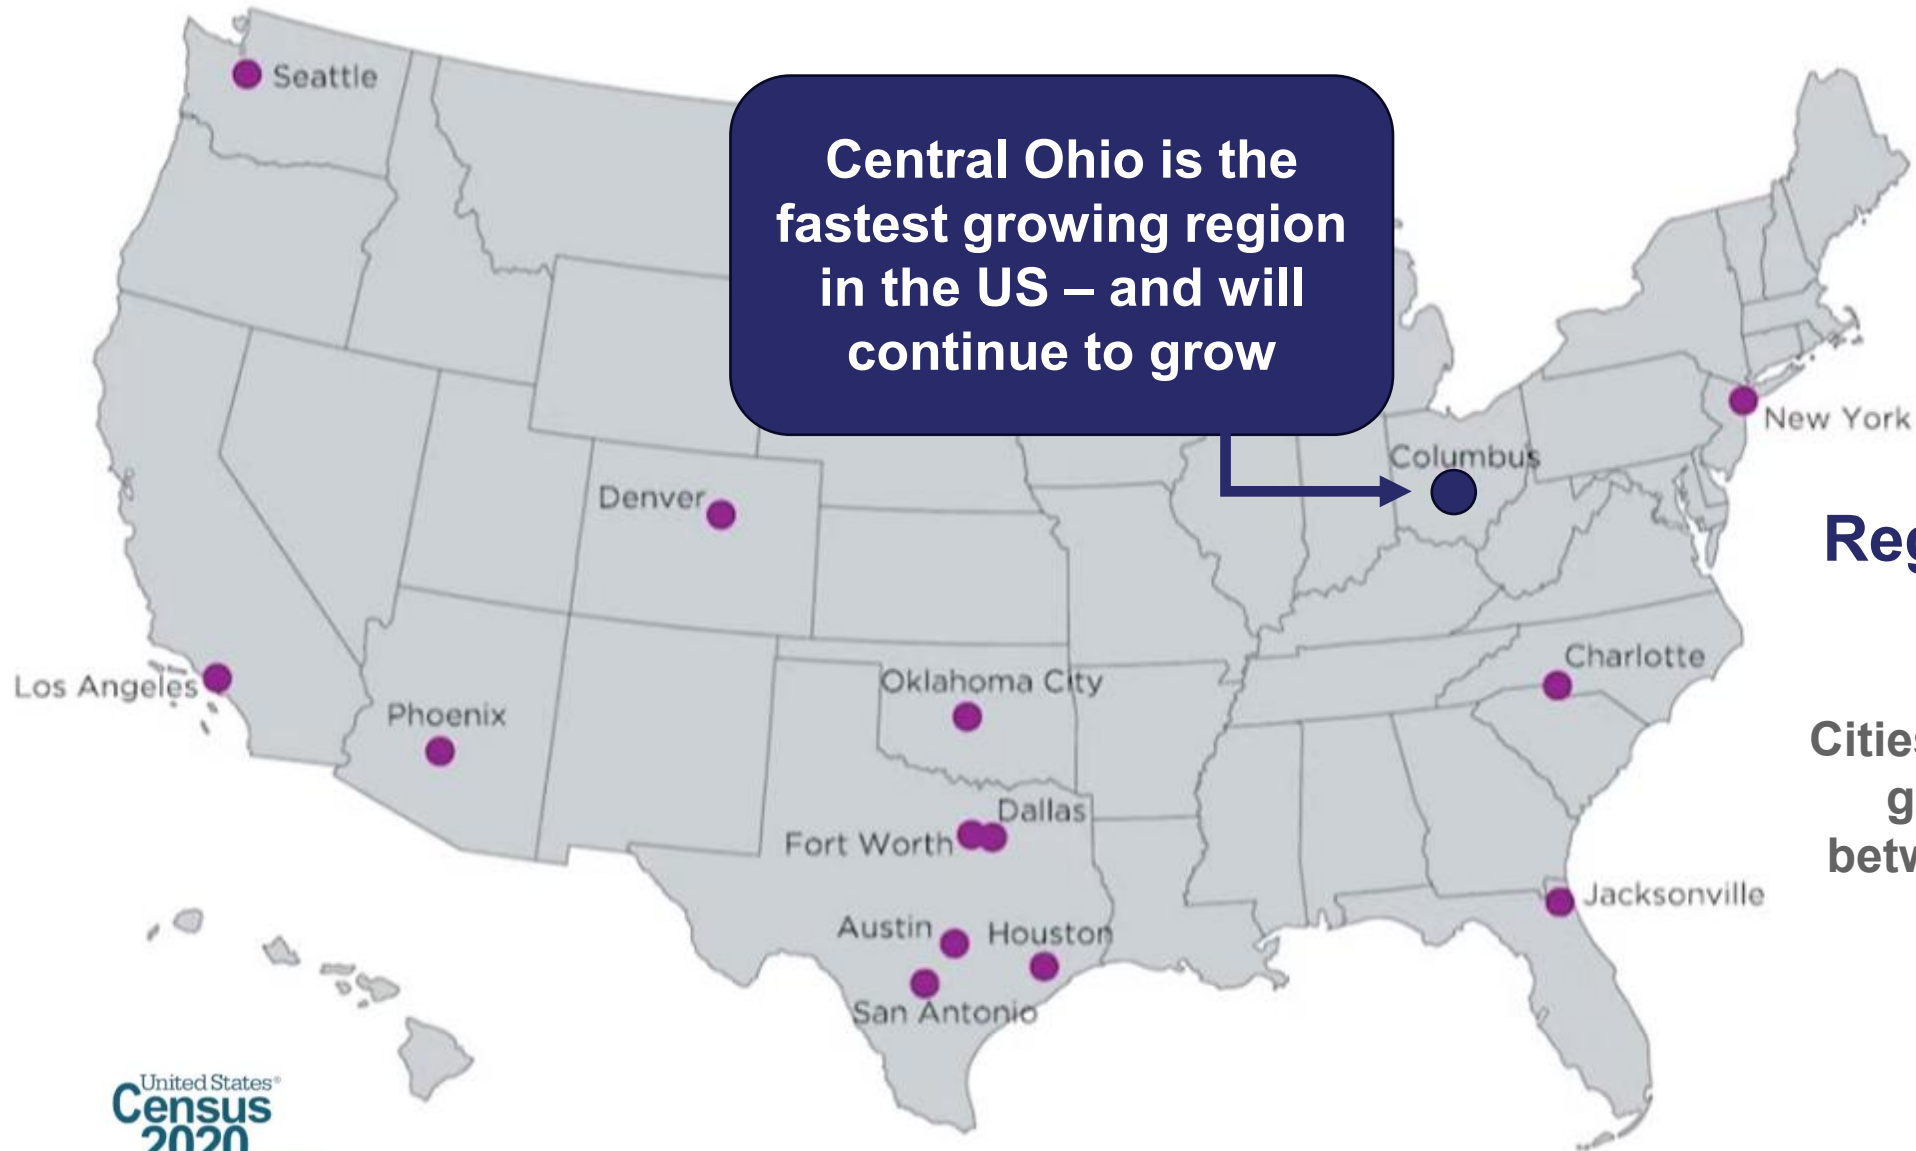 Seattle
Central Ohio is the
fastest growing region
in the US – and will
continue to grow
New York
Columbus
Denver
Charlotte
Los Angeles
Oklahoma City
Phoenix
Dallas
Fort Worth
Jacksonville
Austin
Houston
San Antonio
United States®
Census
2020